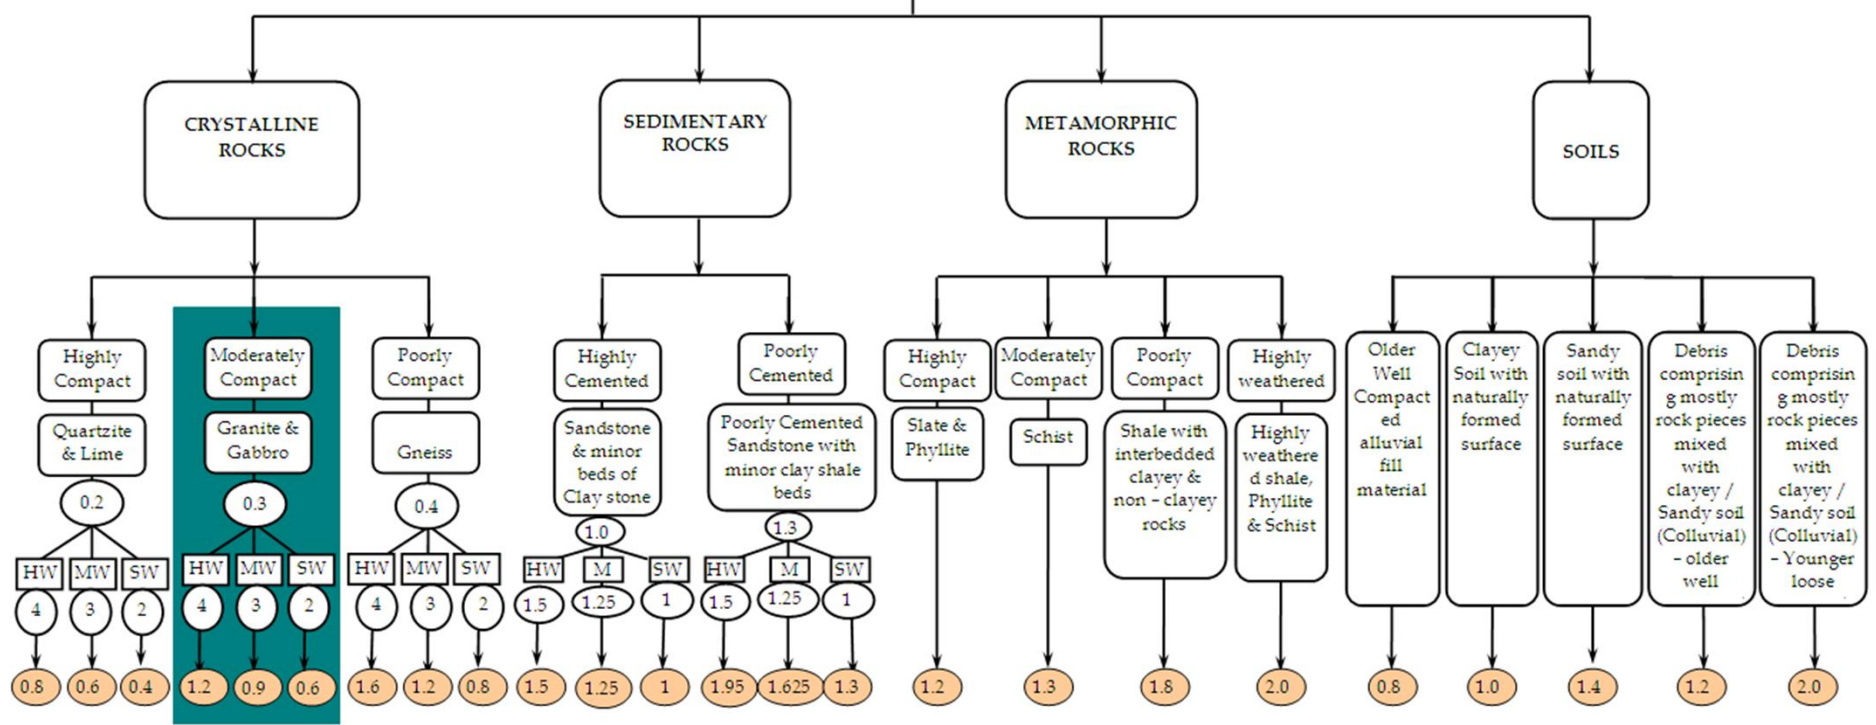 CRYSTALLINE
ROCKS
SEDIMENTARY
ROCKS
METAMORPHIC
ROCKS
SOILS
Highly
Compact
Quartzite
& Lime
0.2
HW MW SW
4 3 2
0.8 0.6 0.4
Moderately
Compact
Granite &
Gabbro
0.3
HW MW SW
4 3 2
1.2 0.9 0.6
Poorly
Compact
Gneiss
0.4
HW MW SW
4 3 2
1.6 1.2 0.8
Highly
Cemented
Sandstone
& minor
beds of
Clay stone
1.0
HW M SW
1.5 1.25 1
1.5 1.25 1
Poorly
Cemented
Poorly Cemented
Sandstone with
minor clay shale
beds
1.3
HW M SW
1.5 1.25 1
1.95 1.625 1.3
Highly
Compact
Slate &
Phyllite
1.2
Moderately
Compact
Schist
1.3
Poorly
Compact
Shale with
interbedded
clayey &
non – clayey
rocks
1.8
Highly
weathered
Highly
weathere
d shale,
Phyllite
& Schist
2.0
Older
Well
Compact
ed
alluvial
fill
material
0.8
Clayey
Soil with
naturally
formed
surface
1.0
Sandy
soil with
naturally
formed
surface
1.4
Debris
comprisin
g mostly
rock pieces
mixed
with
clayey /
Sandy soil
(Colluvial)
– older
well
1.2
Debris
comprisin
g mostly
rock pieces
mixed
with
clayey /
Sandy soil
(Colluvial)
– Younger
loose
2.0